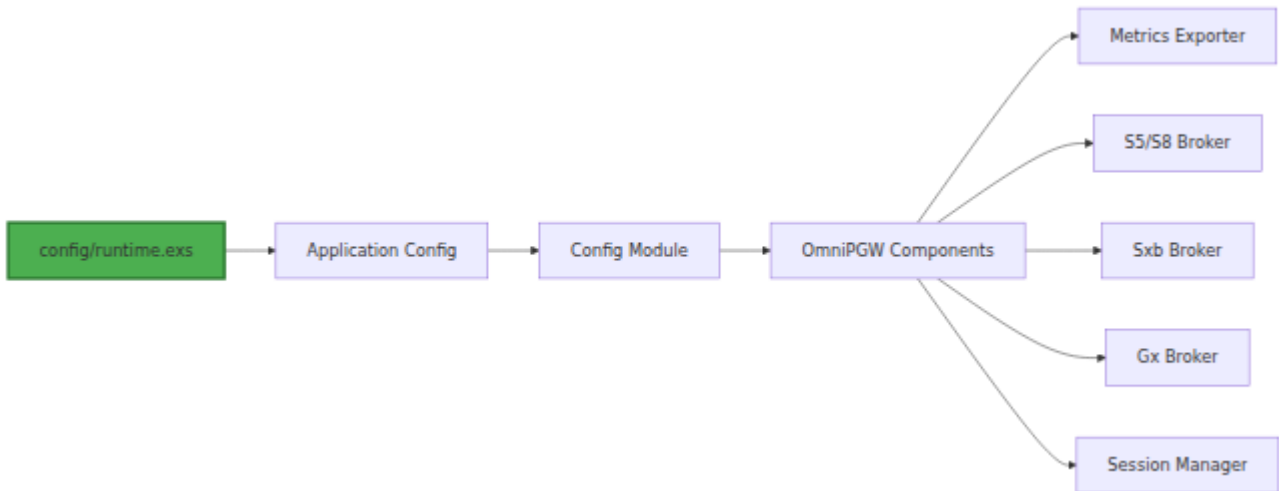 config/runtime.exs
Application Config
Config Module
OmniPGW Components
Metrics Exporter
S5/S8 Broker
Sxb Broker
Gx Broker
Session Manager